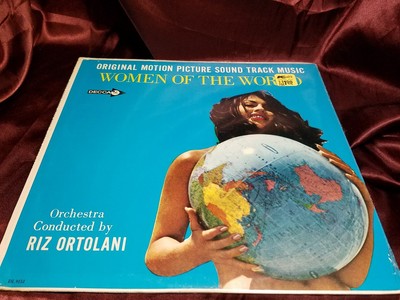 ORIGINAL MOTION PICTURE SOUND TRACK MUSIC
WOMEN OF THE WORLD
DECCA
Orchestra
Conducted by
RIZ ORTOLANI